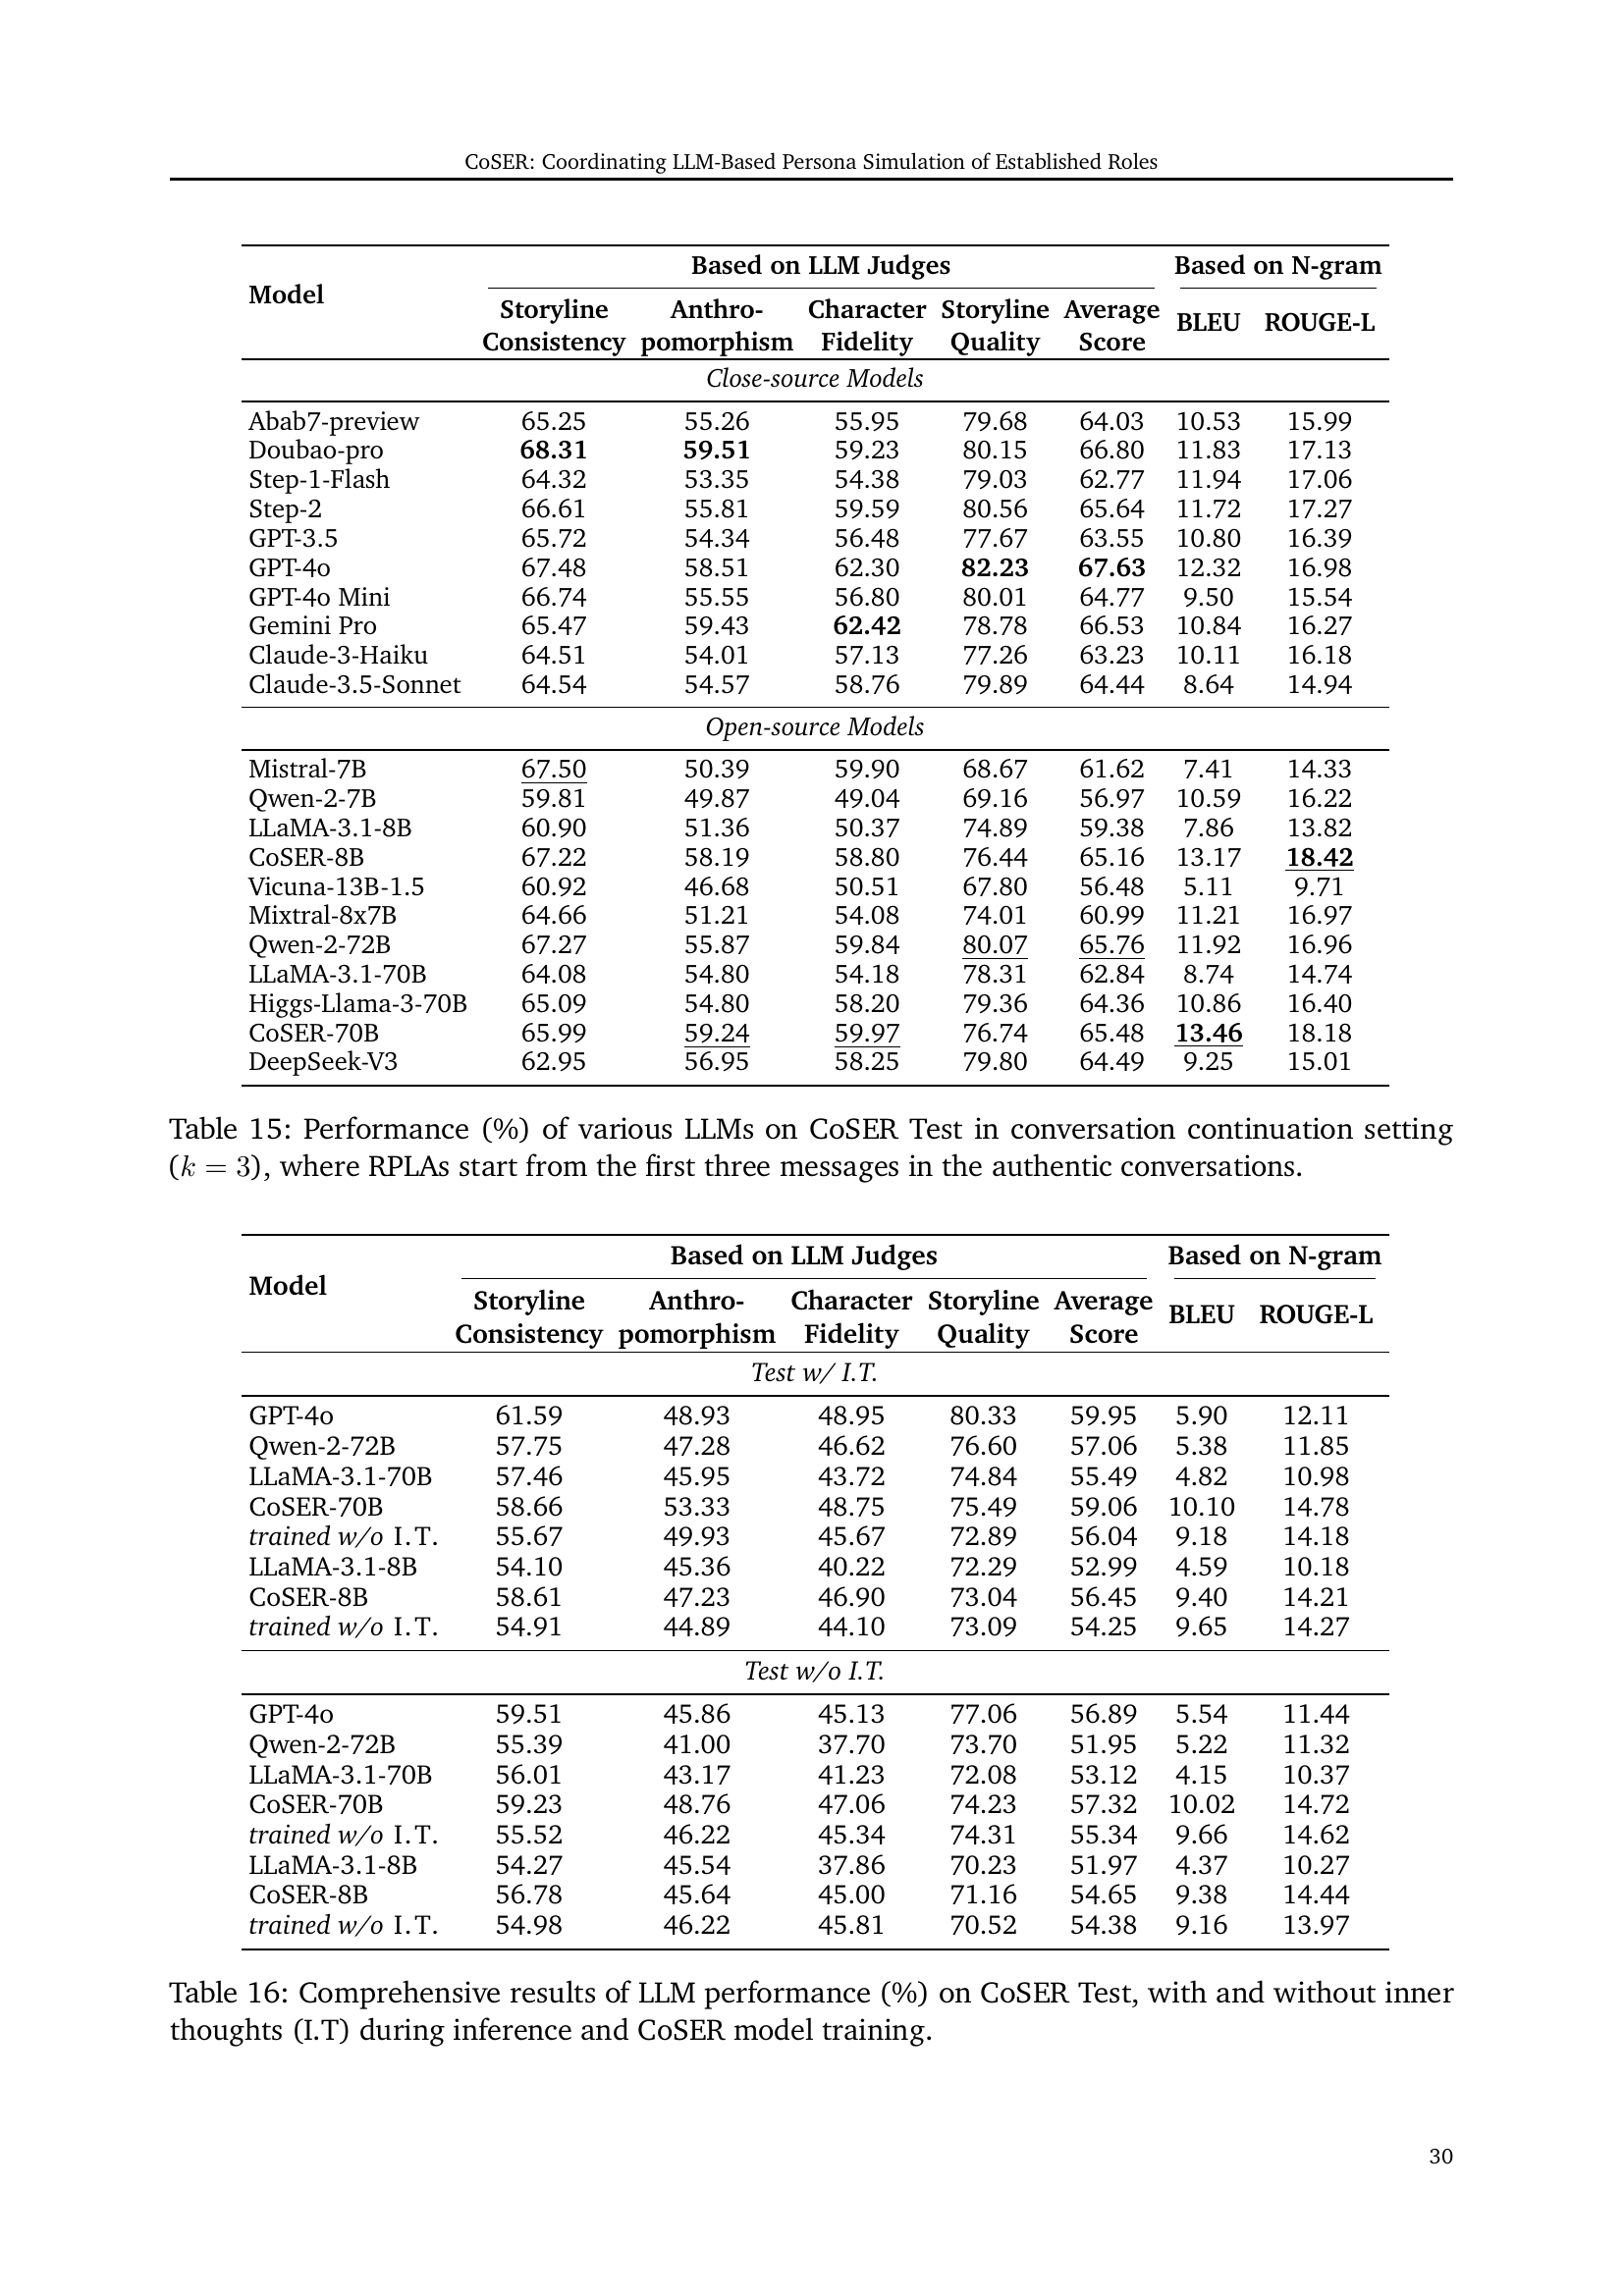 CoSER: Coordinating LLM-Based Persona Simulation of Established Roles
Model Based on LLM Judges Based on N-gram
Storyline Consistency Anthro-pomorphism Character Fidelity Storyline Quality Average Score BLEU ROUGE-L
Close-source Models
Abab7-preview 65.25 55.26 55.95 79.68 64.03 10.53 15.99
Doubao-pro 68.31 59.51 59.23 80.15 66.80 11.83 17.13
Step-1-Flash 64.32 53.35 54.38 79.03 62.77 11.94 17.06
Step-2 66.61 55.81 59.59 80.56 65.64 11.72 17.27
GPT-3.5 65.72 54.34 56.48 77.67 63.55 10.80 16.39
GPT-4o 67.48 58.51 62.30 82.23 67.63 12.32 16.98
GPT-4o Mini 66.74 55.55 56.80 80.01 64.77 9.50 15.54
Gemini Pro 65.47 59.43 62.42 78.78 66.53 10.84 16.27
Claude-3-Haiku 64.51 54.01 57.13 77.26 63.23 10.11 16.18
Claude-3.5-Sonnet 64.54 54.57 58.76 79.89 64.44 8.64 14.94
Open-source Models
Mistral-7B 67.50 50.39 59.90 68.67 61.62 7.41 14.33
Qwen-2-7B 59.81 49.87 49.04 69.16 56.97 10.59 16.22
LLaMA-3.1-8B 60.90 51.36 50.37 74.89 59.38 7.86 13.82
CoSER-8B 67.22 58.19 58.80 76.44 65.16 13.17 18.42
Vicuna-13B-1.5 60.92 46.68 50.51 67.80 56.48 5.11 9.71
Mixtral-8x7B 64.66 51.21 54.08 74.01 60.99 11.21 16.97
Qwen-2-72B 67.27 55.87 59.84 80.07 65.76 11.92 16.96
LLaMA-3.1-70B 64.08 54.80 54.18 78.31 62.84 8.74 14.74
Higgs-Llama-3-70B 65.09 54.80 58.20 79.36 64.36 10.86 16.40
CoSER-70B 65.99 59.24 59.97 76.74 65.48 13.46 18.18
DeepSeek-V3 62.95 56.95 58.25 79.80 64.49 9.25 15.01
Table 15: Performance (%) of various LLMs on CoSER Test in conversation continuation setting
(k = 3), where RPLAs start from the first three messages in the authentic conversations.
Model Based on LLM Judges Based on N-gram
Storyline Consistency Anthro-pomorphism Character Fidelity Storyline Quality Average Score BLEU ROUGE-L
Test w/ I.T.
GPT-4o 61.59 48.93 48.95 80.33 59.95 5.90 12.11
Qwen-2-72B 57.75 47.28 46.62 76.60 57.06 5.38 11.85
LLaMA-3.1-70B 57.46 45.95 43.72 74.84 55.49 4.82 10.98
CoSER-70B 58.66 53.33 48.75 75.49 59.06 10.10 14.78
trained w/o I.T. 55.67 49.93 45.67 72.89 56.04 9.18 14.18
LLaMA-3.1-8B 54.10 45.36 40.22 72.29 52.99 4.59 10.18
CoSER-8B 58.61 47.23 46.90 73.04 56.45 9.40 14.21
trained w/o I.T. 54.91 44.89 44.10 73.09 54.25 9.65 14.27
Test w/o I.T.
GPT-4o 59.51 45.86 45.13 77.06 56.89 5.54 11.44
Qwen-2-72B 55.39 41.00 37.70 73.70 51.95 5.22 11.32
LLaMA-3.1-70B 56.01 43.17 41.23 72.08 53.12 4.15 10.37
CoSER-70B 59.23 48.76 47.06 74.23 57.32 10.02 14.72
trained w/o I.T. 55.52 46.22 45.34 74.31 55.34 9.66 14.62
LLaMA-3.1-8B 54.27 45.54 37.86 70.23 51.97 4.37 10.27
CoSER-8B 56.78 45.64 45.00 71.16 54.65 9.38 14.44
trained w/o I.T. 54.98 46.22 45.81 70.52 54.38 9.16 13.97
Table 16: Comprehensive results of LLM performance (%) on CoSER Test, with and without inner
thoughts (I.T) during inference and CoSER model training.
30